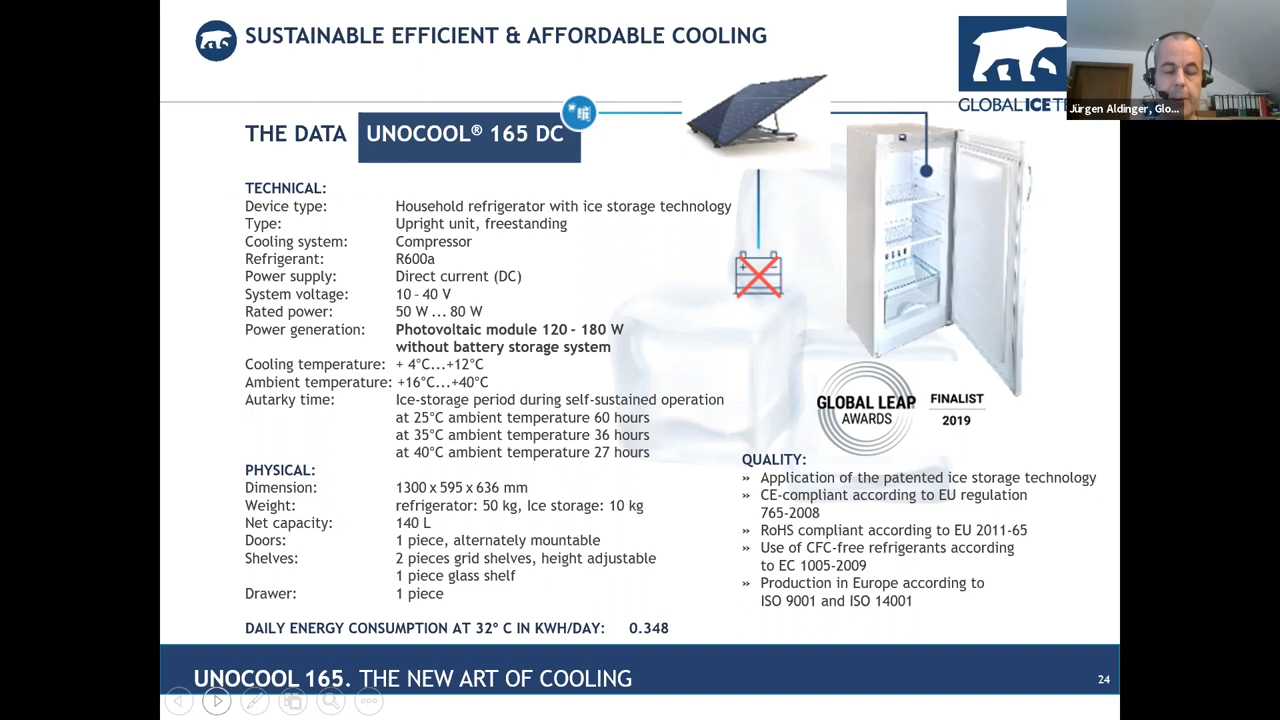 SUSTAINABLE EFFICIENT & AFFORDABLE COOLING
GLOBALICETE
Jürgen Aldinger, Glo...
THE DATA UNOCOOL® 165 DC
TECHNICAL:
Device type: Household refrigerator with ice storage technology
Type: Upright unit, freestanding
Cooling system: Compressor
Refrigerant: R600a
Power supply: Direct current (DC)
System voltage: 10 - 40 V
Rated power: 50 W ... 80 W
Power generation: Photovoltaic module 120 - 180 W
without battery storage system
Cooling temperature: + 4°C...+12°C
Ambient temperature: +16°C...+40°C
Autarky time: Ice-storage period during self-sustained operation
at 25°C ambient temperature 60 hours
at 35°C ambient temperature 36 hours
at 40°C ambient temperature 27 hours
PHYSICAL:
Dimension: 1300 x 595 x 636 mm
Weight: refrigerator: 50 kg, Ice storage: 10 kg
Net capacity: 140 L
Doors: 1 piece, alternately mountable
Shelves: 2 pieces grid shelves, height adjustable
1 piece glass shelf
Drawer: 1 piece
DAILY ENERGY CONSUMPTION AT 32° C IN KWH/DAY: 0.348
GLOBAL LEAP
AWARDS
FINALIST
2019
QUALITY:
» Application of the patented ice storage technology
» CE-compliant according to EU regulation
765-2008
» RoHS compliant according to EU 2011-65
» Use of CFC-free refrigerants according
to EC 1005-2009
» Production in Europe according to
ISO 9001 and ISO 14001
UNOCOOL 165. THE NEW ART OF COOLING
24